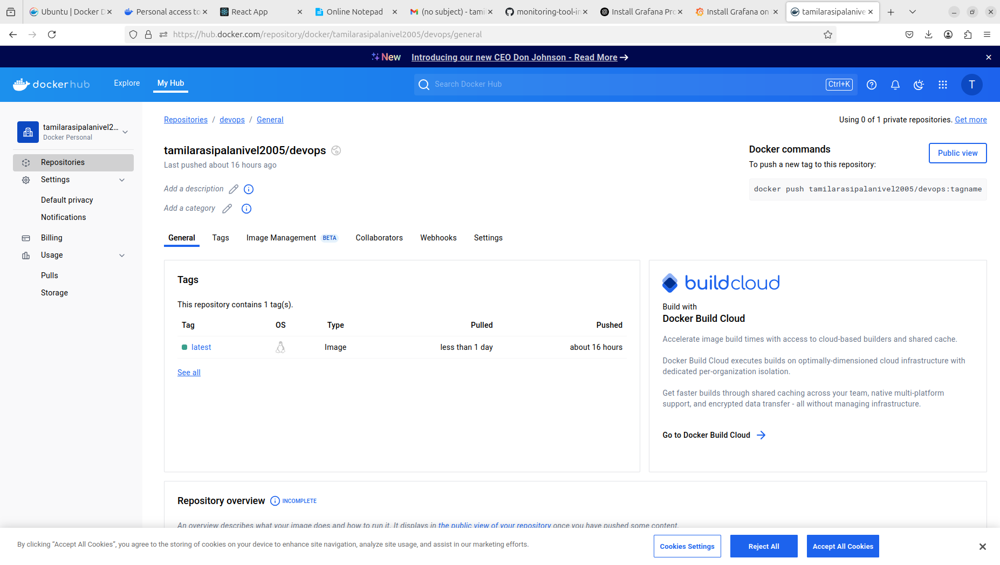 Ubuntu | Docker D
Personal access to
React App
Online Notepad
(no subject) - tamil
monitoring-tool-in
Install Grafana Pro
Install Grafana on
tamilarasipalanive
https://hub.docker.com/repository/docker/tamilarasipalanivel2005/devops/general
New Introducing our new CEO Don Johnson - Read More
docker hub
Explore
My Hub
Search Docker Hub
Ctrl+K
T
tamilarasipalanivel2...
Docker Personal
Repositories
Settings
Default privacy
Notifications
Billing
Usage
Pulls
Storage
Repositories / devops / General
Using 0 of 1 private repositories. Get more
tamilarasipalanivel2005/devops
Last pushed about 16 hours ago
Add a description
Add a category
Docker commands
Public view
To push a new tag to this repository:
docker push tamilarasipalanivel2005/devops:tagname
General
Tags
Image Management BETA
Collaborators
Webhooks
Settings
Tags
This repository contains 1 tag(s).
Tag OS Type Pulled Pushed
latest Image less than 1 day about 16 hours
See all
buildcloud
Build with
Docker Build Cloud
Accelerate image build times with access to cloud-based builders and shared cache.
Docker Build Cloud executes builds on optimally-dimensioned cloud infrastructure with
dedicated per-organization isolation.
Get faster builds through shared caching across your team, native multi-platform
support, and encrypted data transfer - all without managing infrastructure.
Go to Docker Build Cloud
Repository overview INCOMPLETE
An overview describes what your image does and how to run it. It displays in the public view of your repository once you have pushed some content.
By clicking “Accept All Cookies”, you agree to the storing of cookies on your device to enhance site navigation, analyze site usage, and assist in our marketing efforts.
Cookies Settings
Reject All
Accept All Cookies